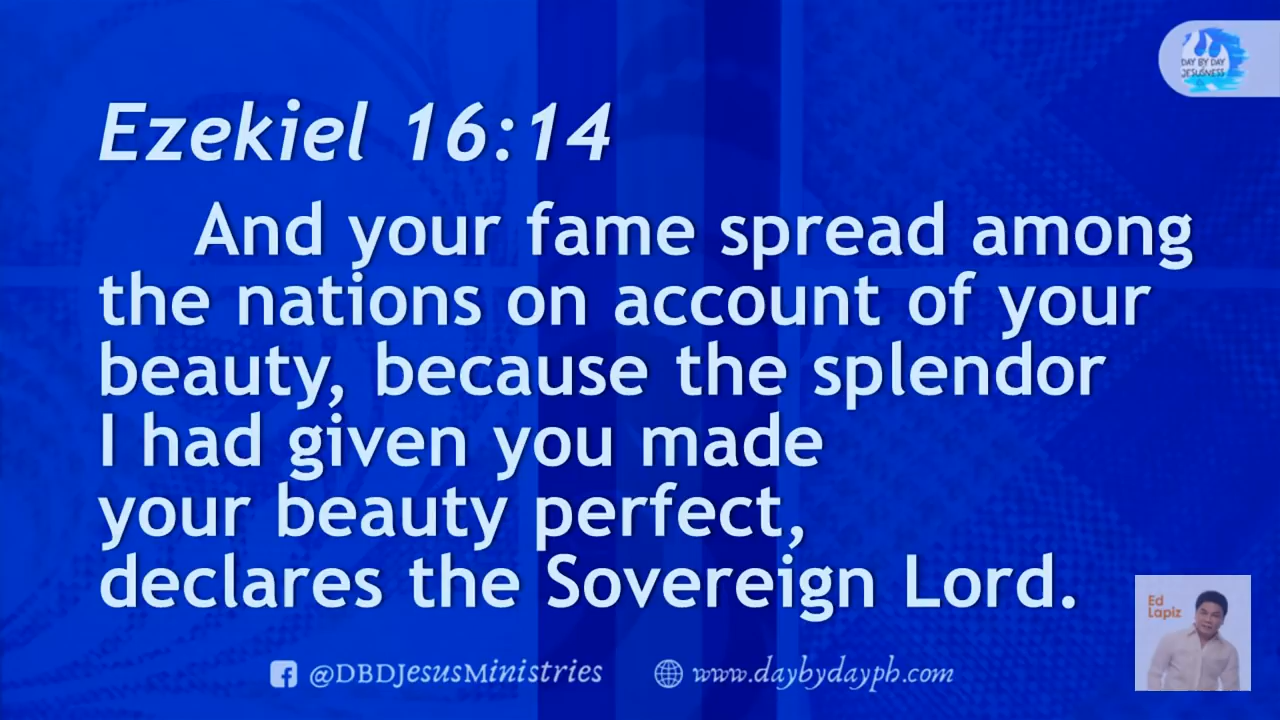 DAY BY DAY
JESUSNESS
Ezekiel 16:14
And your fame spread among
the nations on account of your
beauty, because the splendor
I had given you made
your beauty perfect,
declares the Sovereign Lord.
Ed
Lapiz
@DBDJesusMinistries www.daybydayph.com